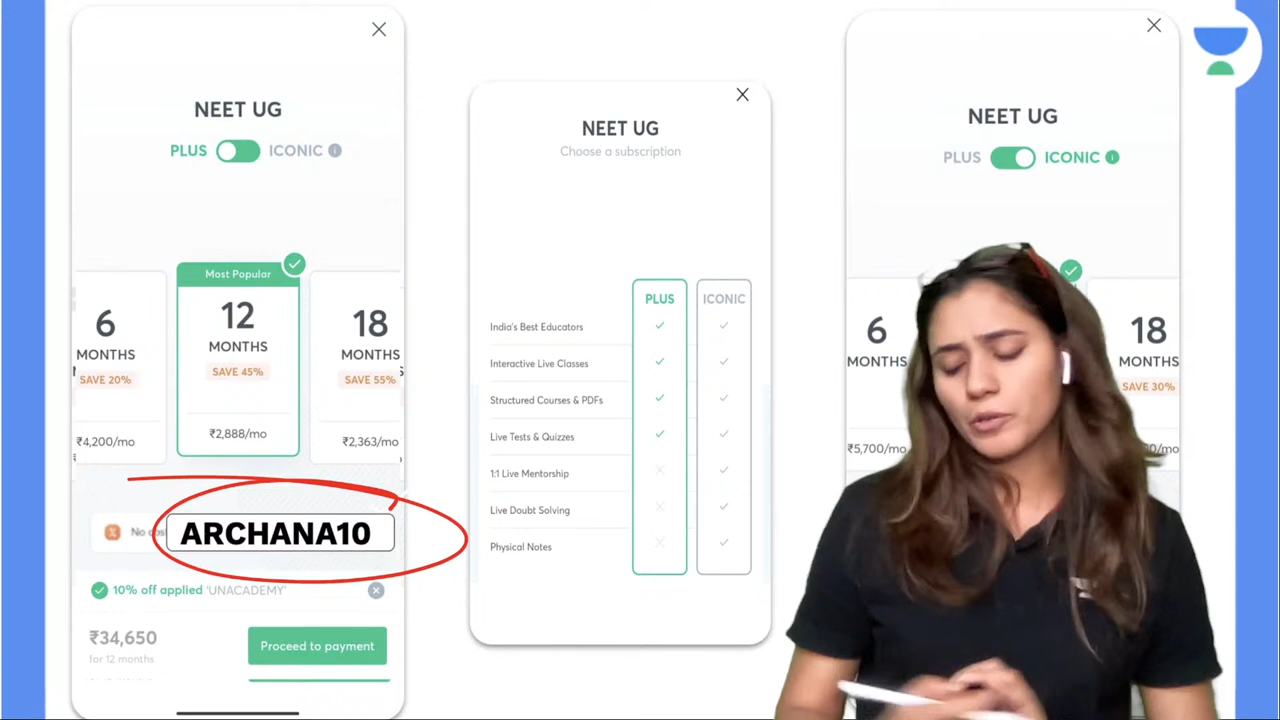 NEET UG
PLUS ICONIC
Most Popular
6
MONTHS
SAVE 20%
₹4,200/mo
12
MONTHS
SAVE 45%
₹2,888/mo
18
MONTHS
SAVE 55%
₹2,363/mo
No cos
ARCHANA10
10% off applied 'UNACADEMY'
₹34,650
for 12 months
Proceed to payment
NEET UG
Choose a subscription
PLUS ICONIC
India's Best Educators
Interactive Live Classes
Structured Courses & PDFs
Live Tests & Quizzes
1:1 Live Mentorship
Live Doubt Solving
Physical Notes
NEET UG
PLUS ICONIC
6
MONTHS
₹5,700/mo
18
MONTHS
SAVE 30%
0/mo